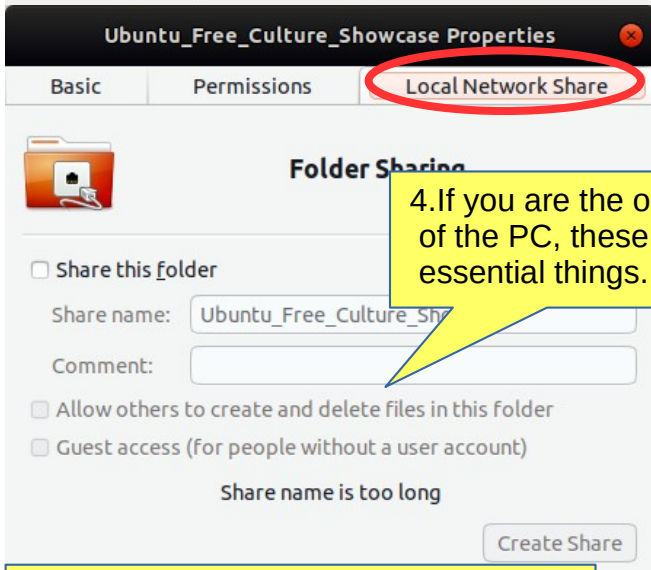 Ubuntu_Free_Culture_Showcase Properties
Basic Permissions Local Network Share
Folder Sharing
4.If you are the
of the PC, these
essential things.
Share this folder
Share name: Ubuntu_Free_Culture_Sho
Comment:
Allow others to create and delete files in this folder
Guest access (for people without a user account)
Share name is too long
Create Share